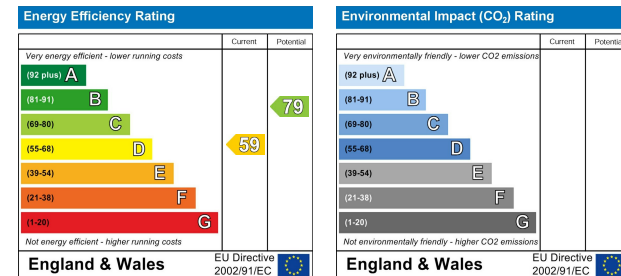 Energy Efficiency Rating
Current Potential
Very energy efficient - lower running costs
(92 plus) A
(81-91) B
79
(69-80) C
(55-68) D
59
(39-54) E
(21-38) F
(1-20) G
Not energy efficient - higher running costs
England & Wales
EU Directive
2002/91/EC
Environmental Impact (CO₂) Rating
Current Potentia
Very environmentally friendly - lower CO2 emissions
(92 plus) A
(81-91) B
(69-80) C
(55-68) D
(39-54) E
(21-38) F
(1-20) G
Not environmentally friendly - higher CO2 emissions
England & Wales
EU Directive
2002/91/EC